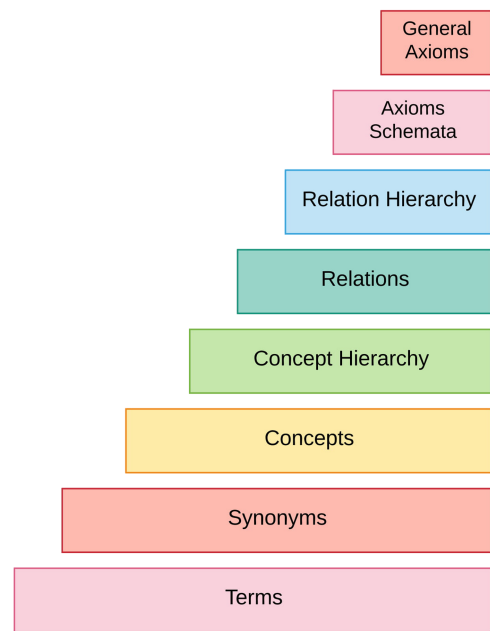 General
Axioms
Axioms
Schemata
Relation Hierarchy
Relations
Concept Hierarchy
Concepts
Synonyms
Terms